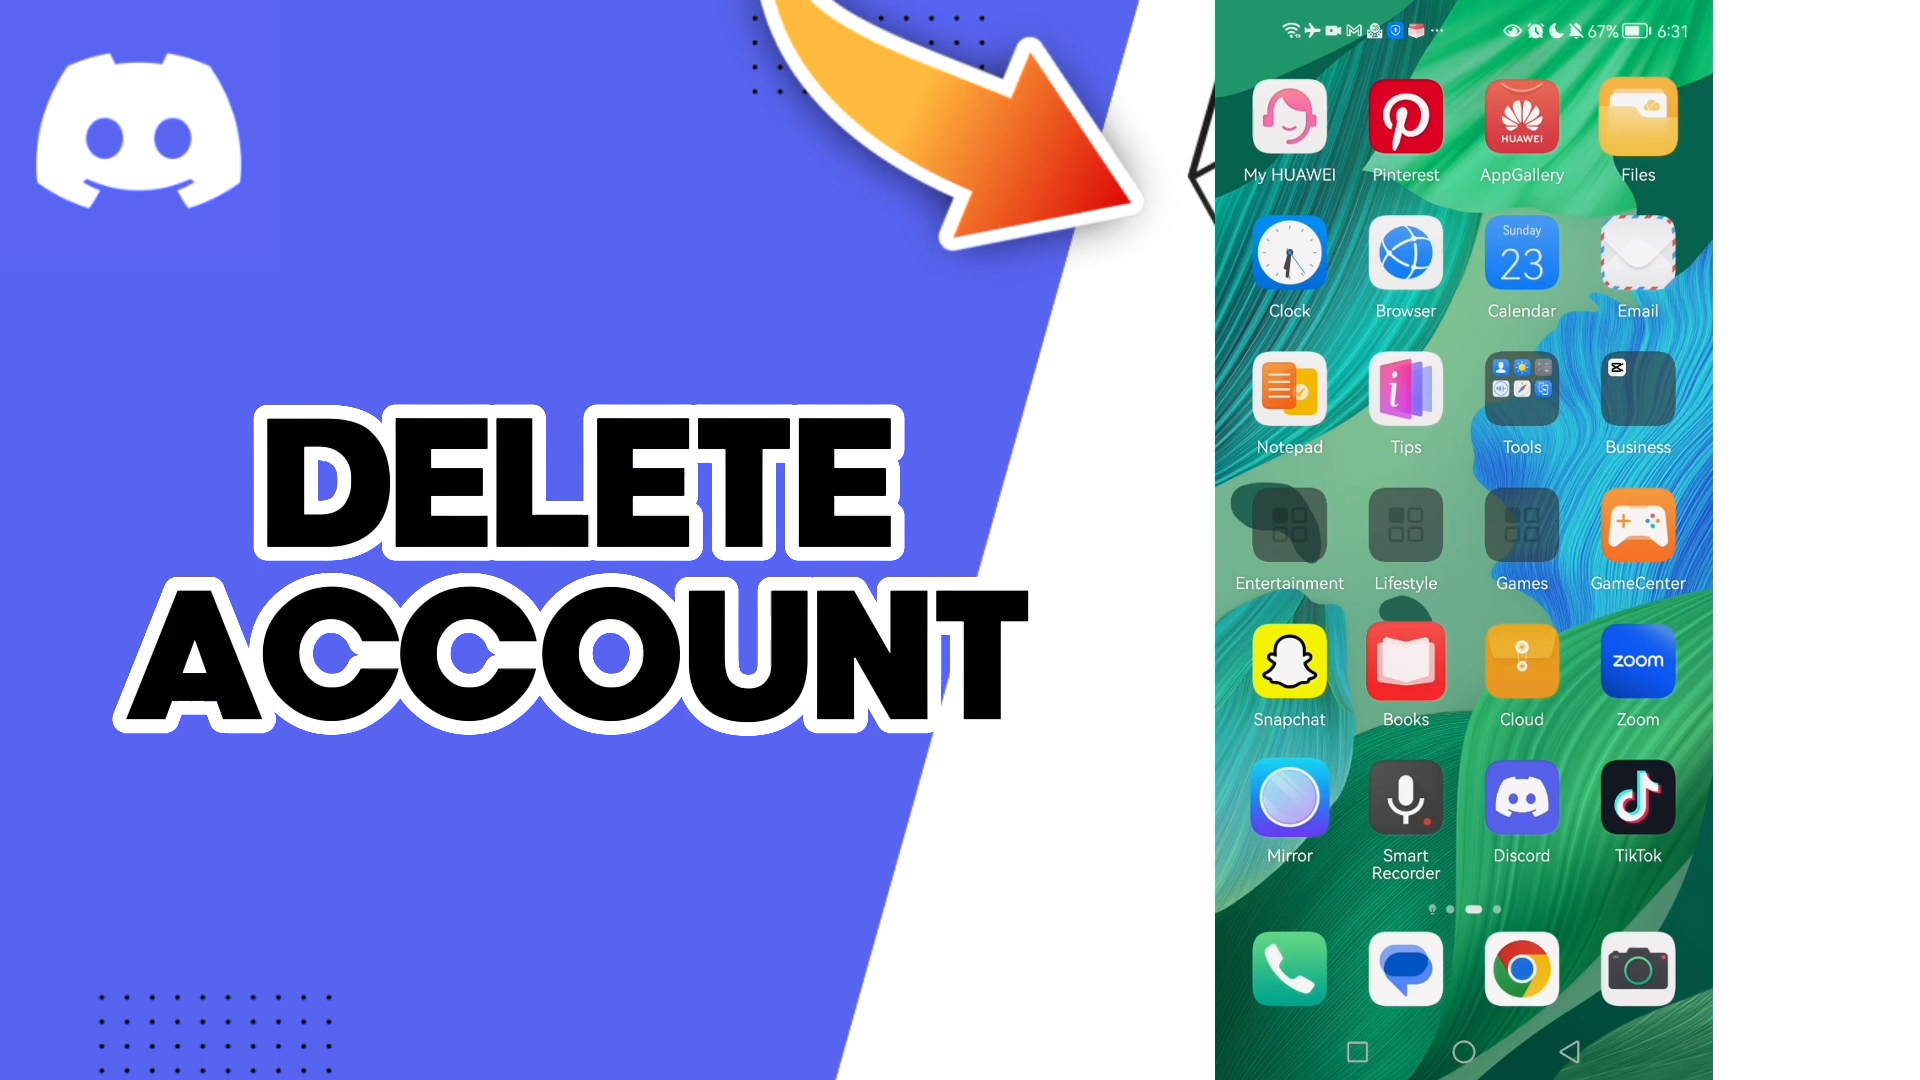 DELETE
ACCOUNT
67% 6:31
My HUAWEI Pinterest AppGallery Files
HUAWEI
Sunday
23
Clock Browser Calendar Email
Notepad Tips Tools Business
Entertainment Lifestyle Games GameCenter
zoom
Snapchat Books Cloud Zoom
Mirror Smart Recorder Discord TikTok